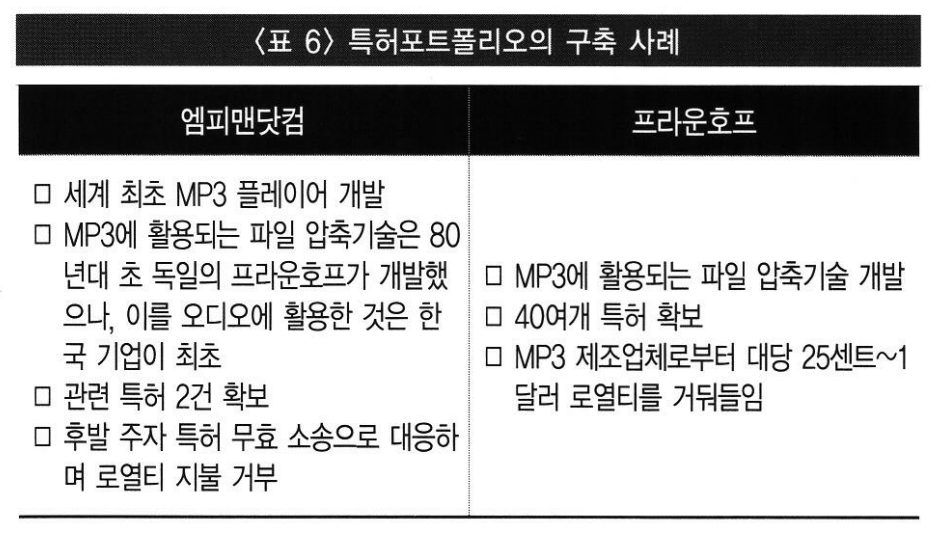 〈표 6〉 특허포트폴리오의 구축 사례
엠피맨닷컴
□ 세계 최초 MP3 플레이어 개발
□ MP3에 활용되는 파일 압축기술은 80
년대 초 독일의 프라운호프가 개발했
으나, 이를 오디오에 활용한 것은 한
국 기업이 최초
□ 관련 특허 2건 확보
□ 후발 주자 특허 무효 소송으로 대응하
며 로열티 지불 거부
프라운호프
□ MP3에 활용되는 파일 압축기술 개발
□ 40여개 특허 확보
□ MP3 제조업체로부터 대당 25센트~1
달러 로열티를 거둬들임